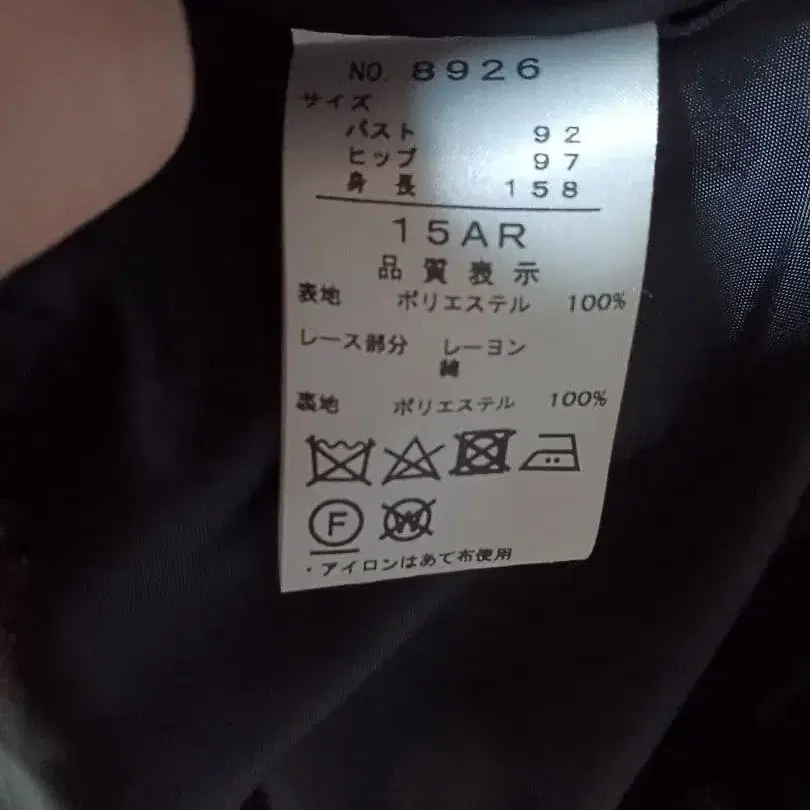 NO. 8926
サイズ
バスト 92
ヒップ 97
身長 158
15AR
品質表示
表地 ポリエステル 100%
レース部分 レーヨン
綿
裏地 ポリエステル 100%
F W
・アイロンはあて布使用